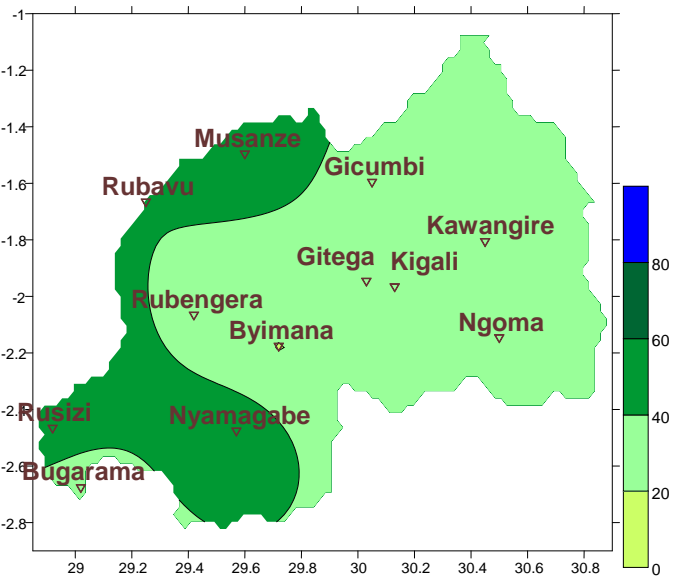 -1
-1.2
-1.4
-1.6
-1.8
-2
-2.2
-2.4
-2.6
-2.8
Musanze
Gicumbi
Rubavu
Kawangire
Gitega
Kigali
Rubengera
Byimana
Ngoma
Rusizi
Nyamagabe
Bugarama
80
60
40
20
0
29
29.2
29.4
29.6
29.8
30
30.2
30.4
30.6
30.8